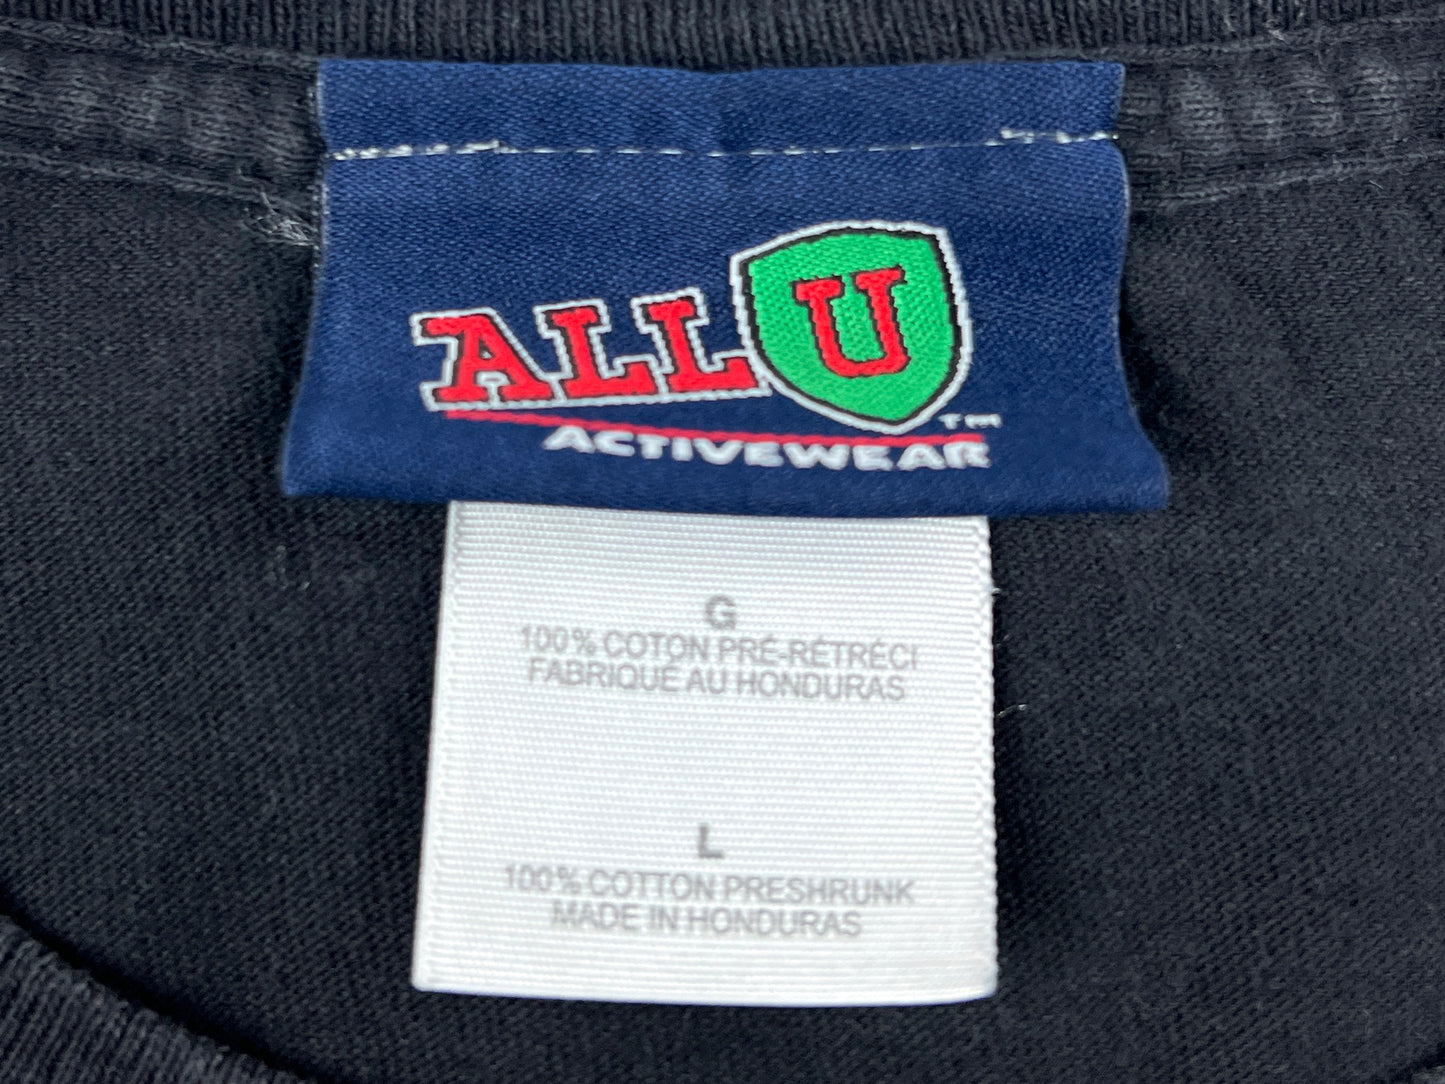 ALL U
ACTIVEWEAR ™
G
100% COTON PRÉ-RÉTRÉCI
FABRIQUÉ AU HONDURAS
L
100% COTTON PRESHRUNK
MADE IN HONDURAS